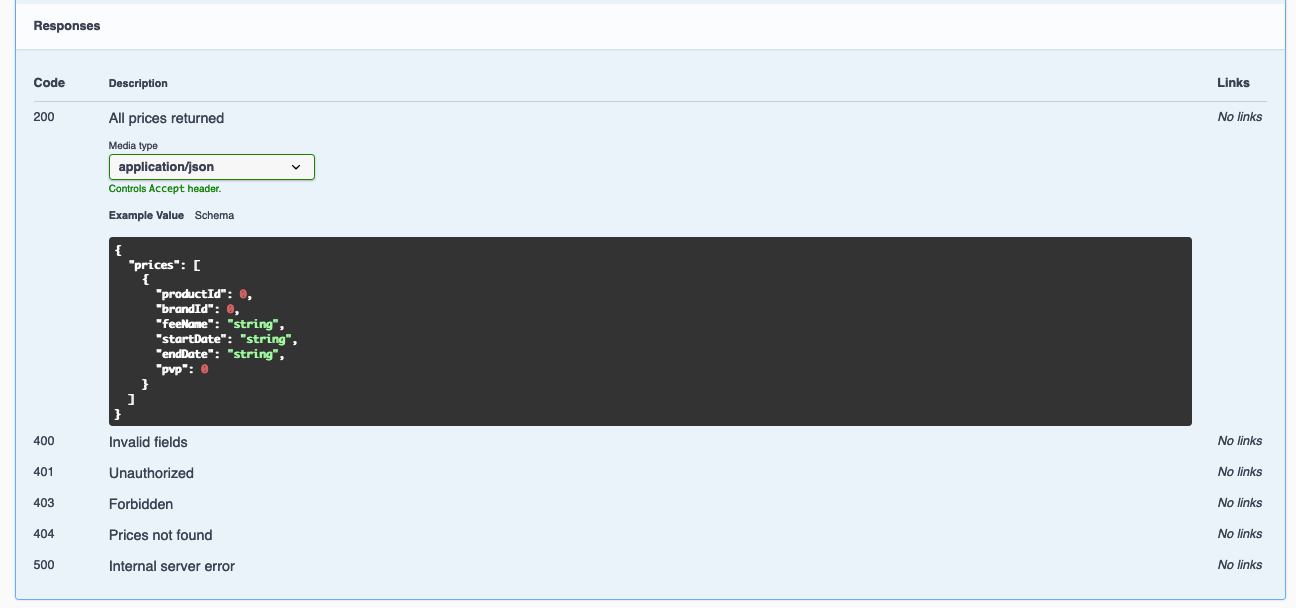 Responses
Code Description Links
200 All prices returned No links
Media type
application/json
Controls Accept header.
Example Value Schema
{
  "prices": [
    {
      "productId": 0,
      "brandId": 0,
      "feeName": "string",
      "startDate": "string",
      "endDate": "string",
      "pvp": 0
    }
  ]
}
400 Invalid fields No links
401 Unauthorized No links
403 Forbidden No links
404 Prices not found No links
500 Internal server error No links